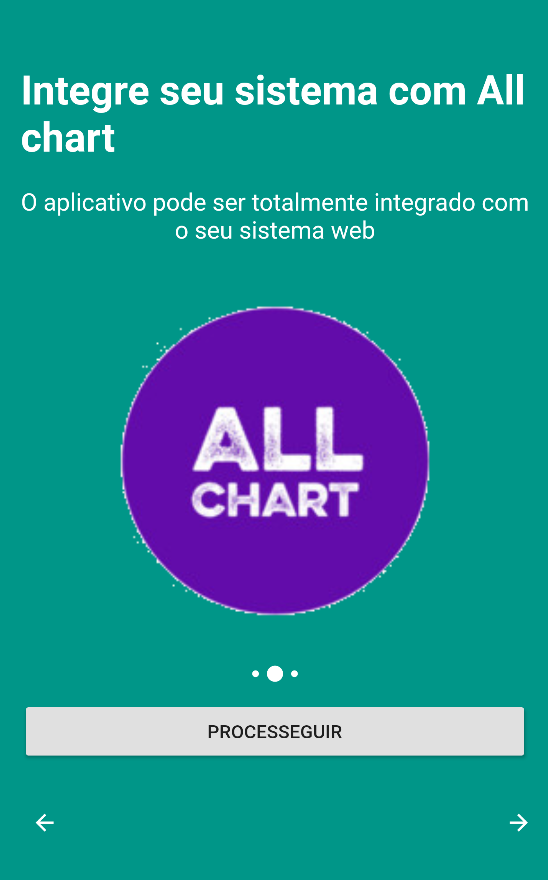 Integre seu sistema com All
chart
O aplicativo pode ser totalmente integrado com
o seu sistema web
ALL
CHART
PROCESSEGUIR